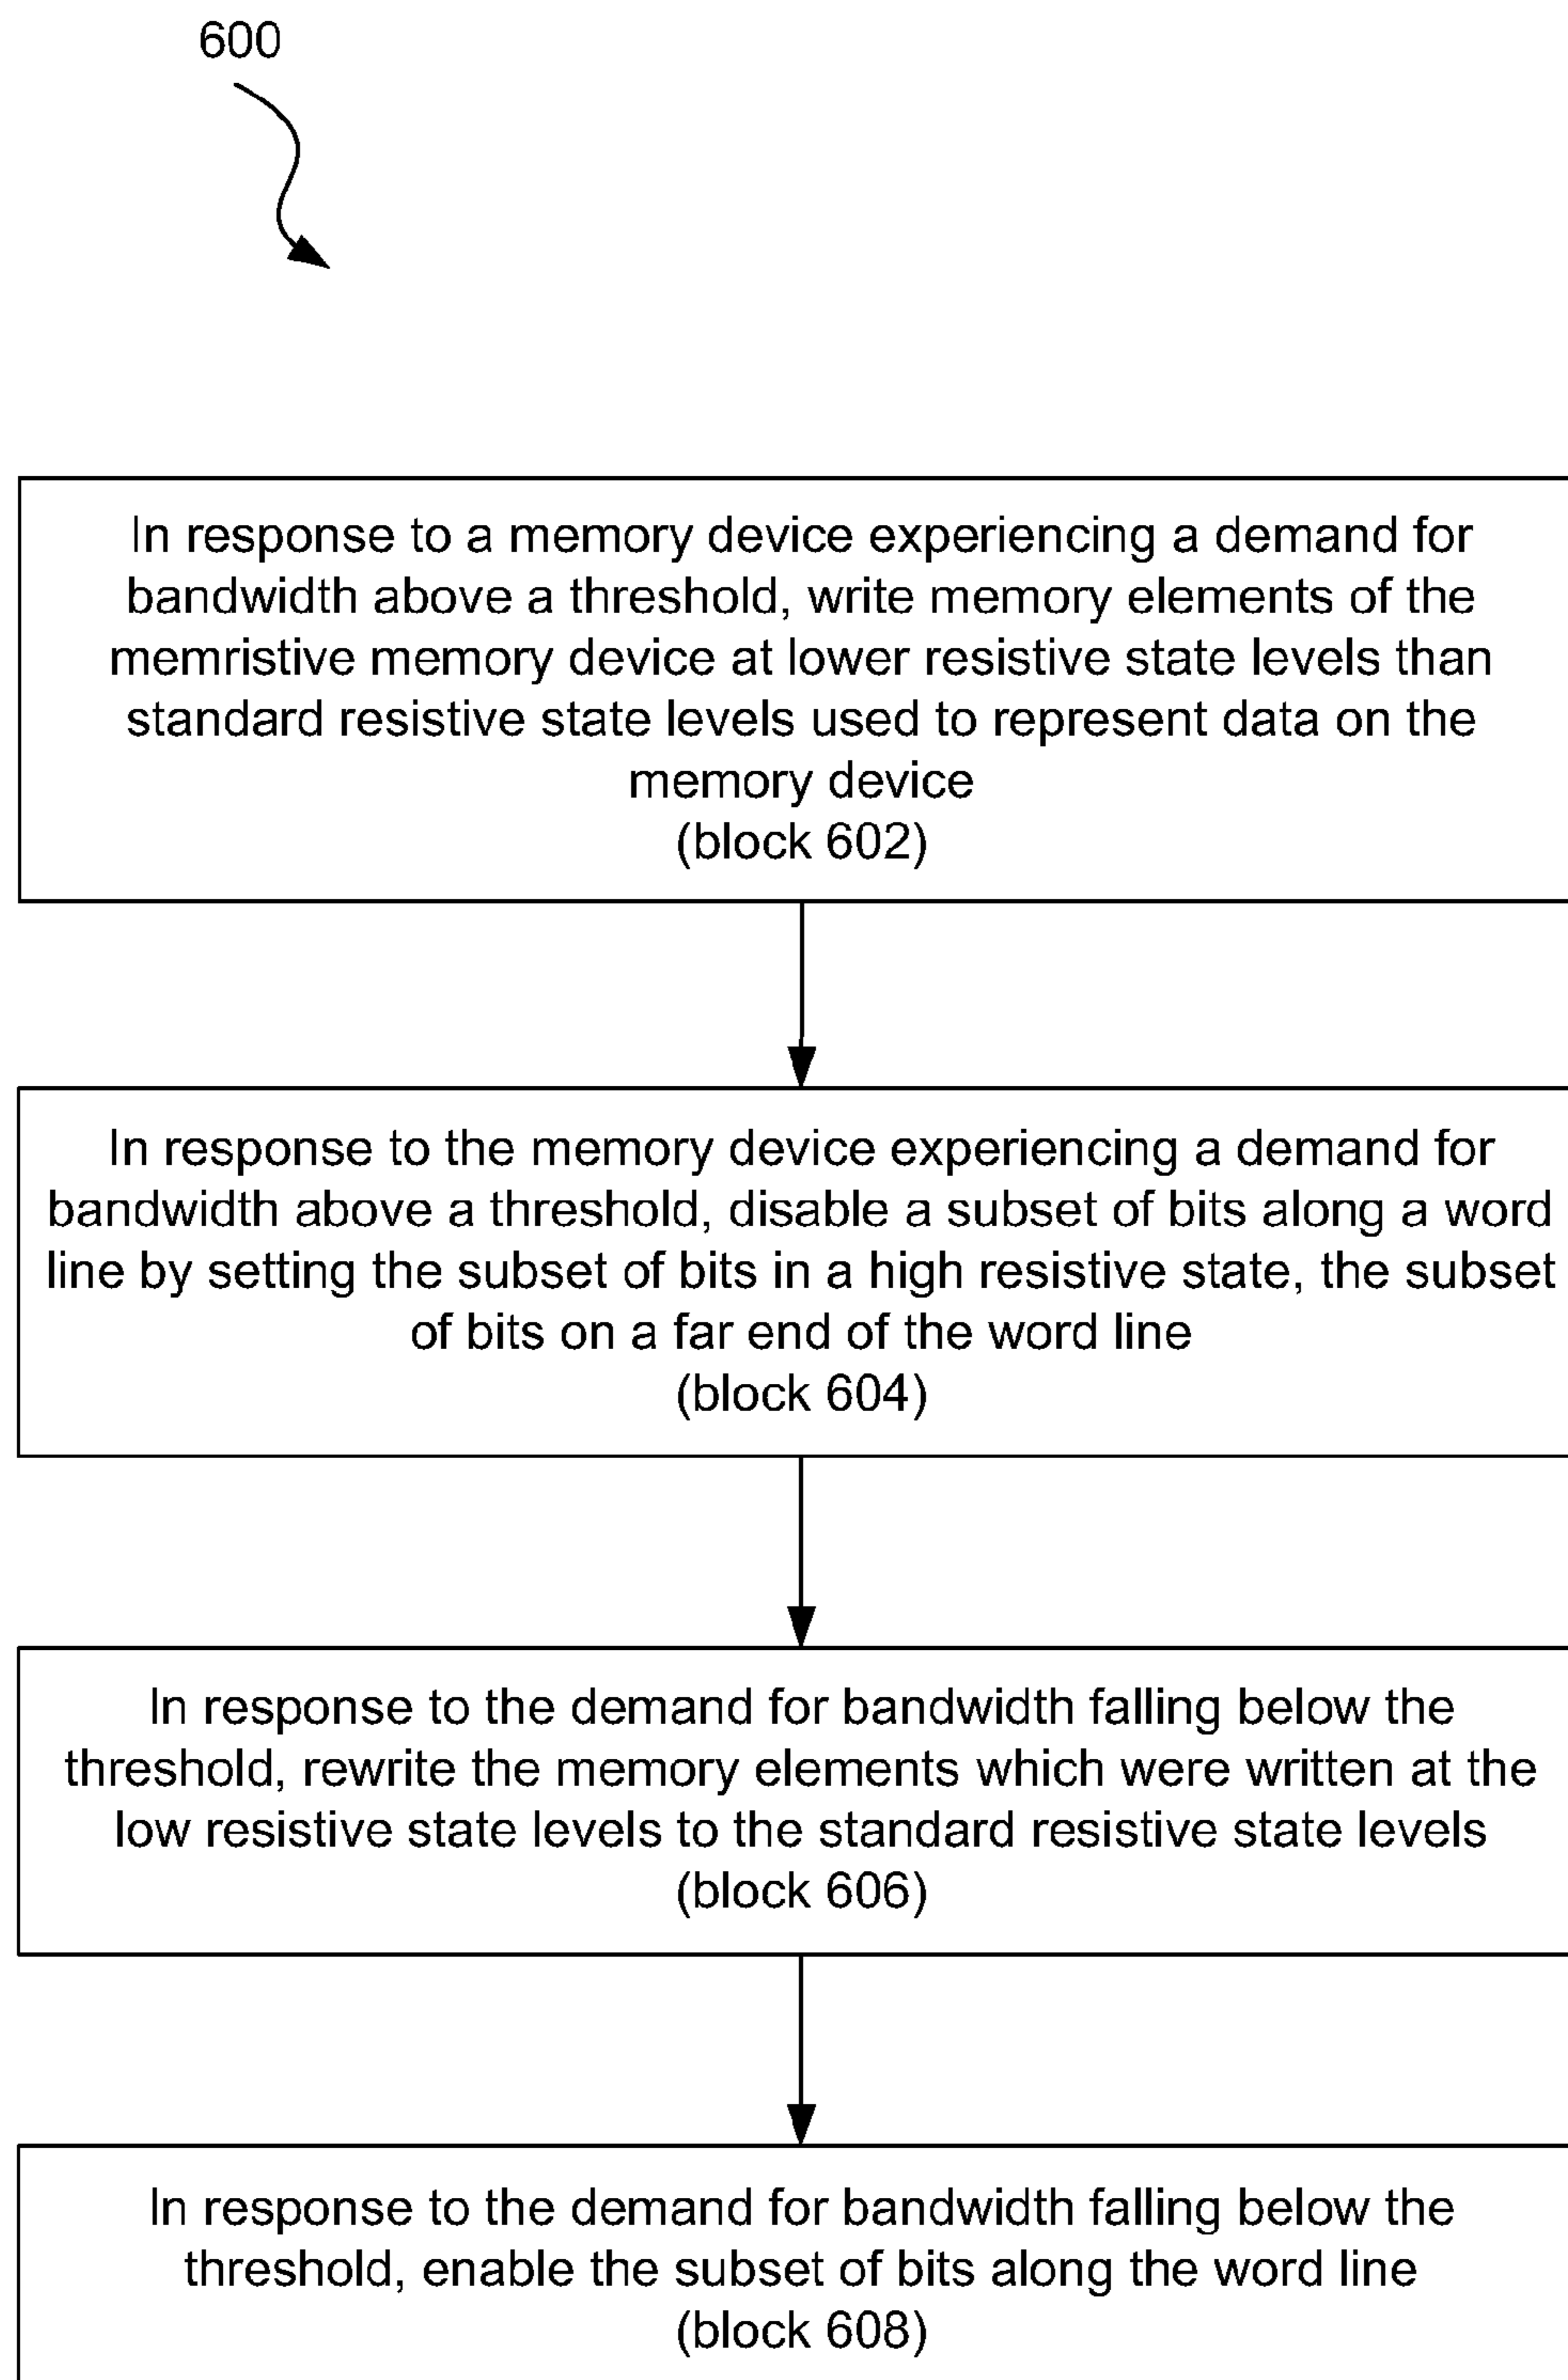 600
In response to a memory device experiencing a demand for
bandwidth above a threshold, write memory elements of the
memristive memory device at lower resistive state levels than
standard resistive state levels used to represent data on the
memory device
(block 602)
In response to the memory device experiencing a demand for
bandwidth above a threshold, disable a subset of bits along a word
line by setting the subset of bits in a high resistive state, the subset
of bits on a far end of the word line
(block 604)
In response to the demand for bandwidth falling below the
threshold, rewrite the memory elements which were written at the
low resistive state levels to the standard resistive state levels
(block 606)
In response to the demand for bandwidth falling below the
threshold, enable the subset of bits along the word line
(block 608)